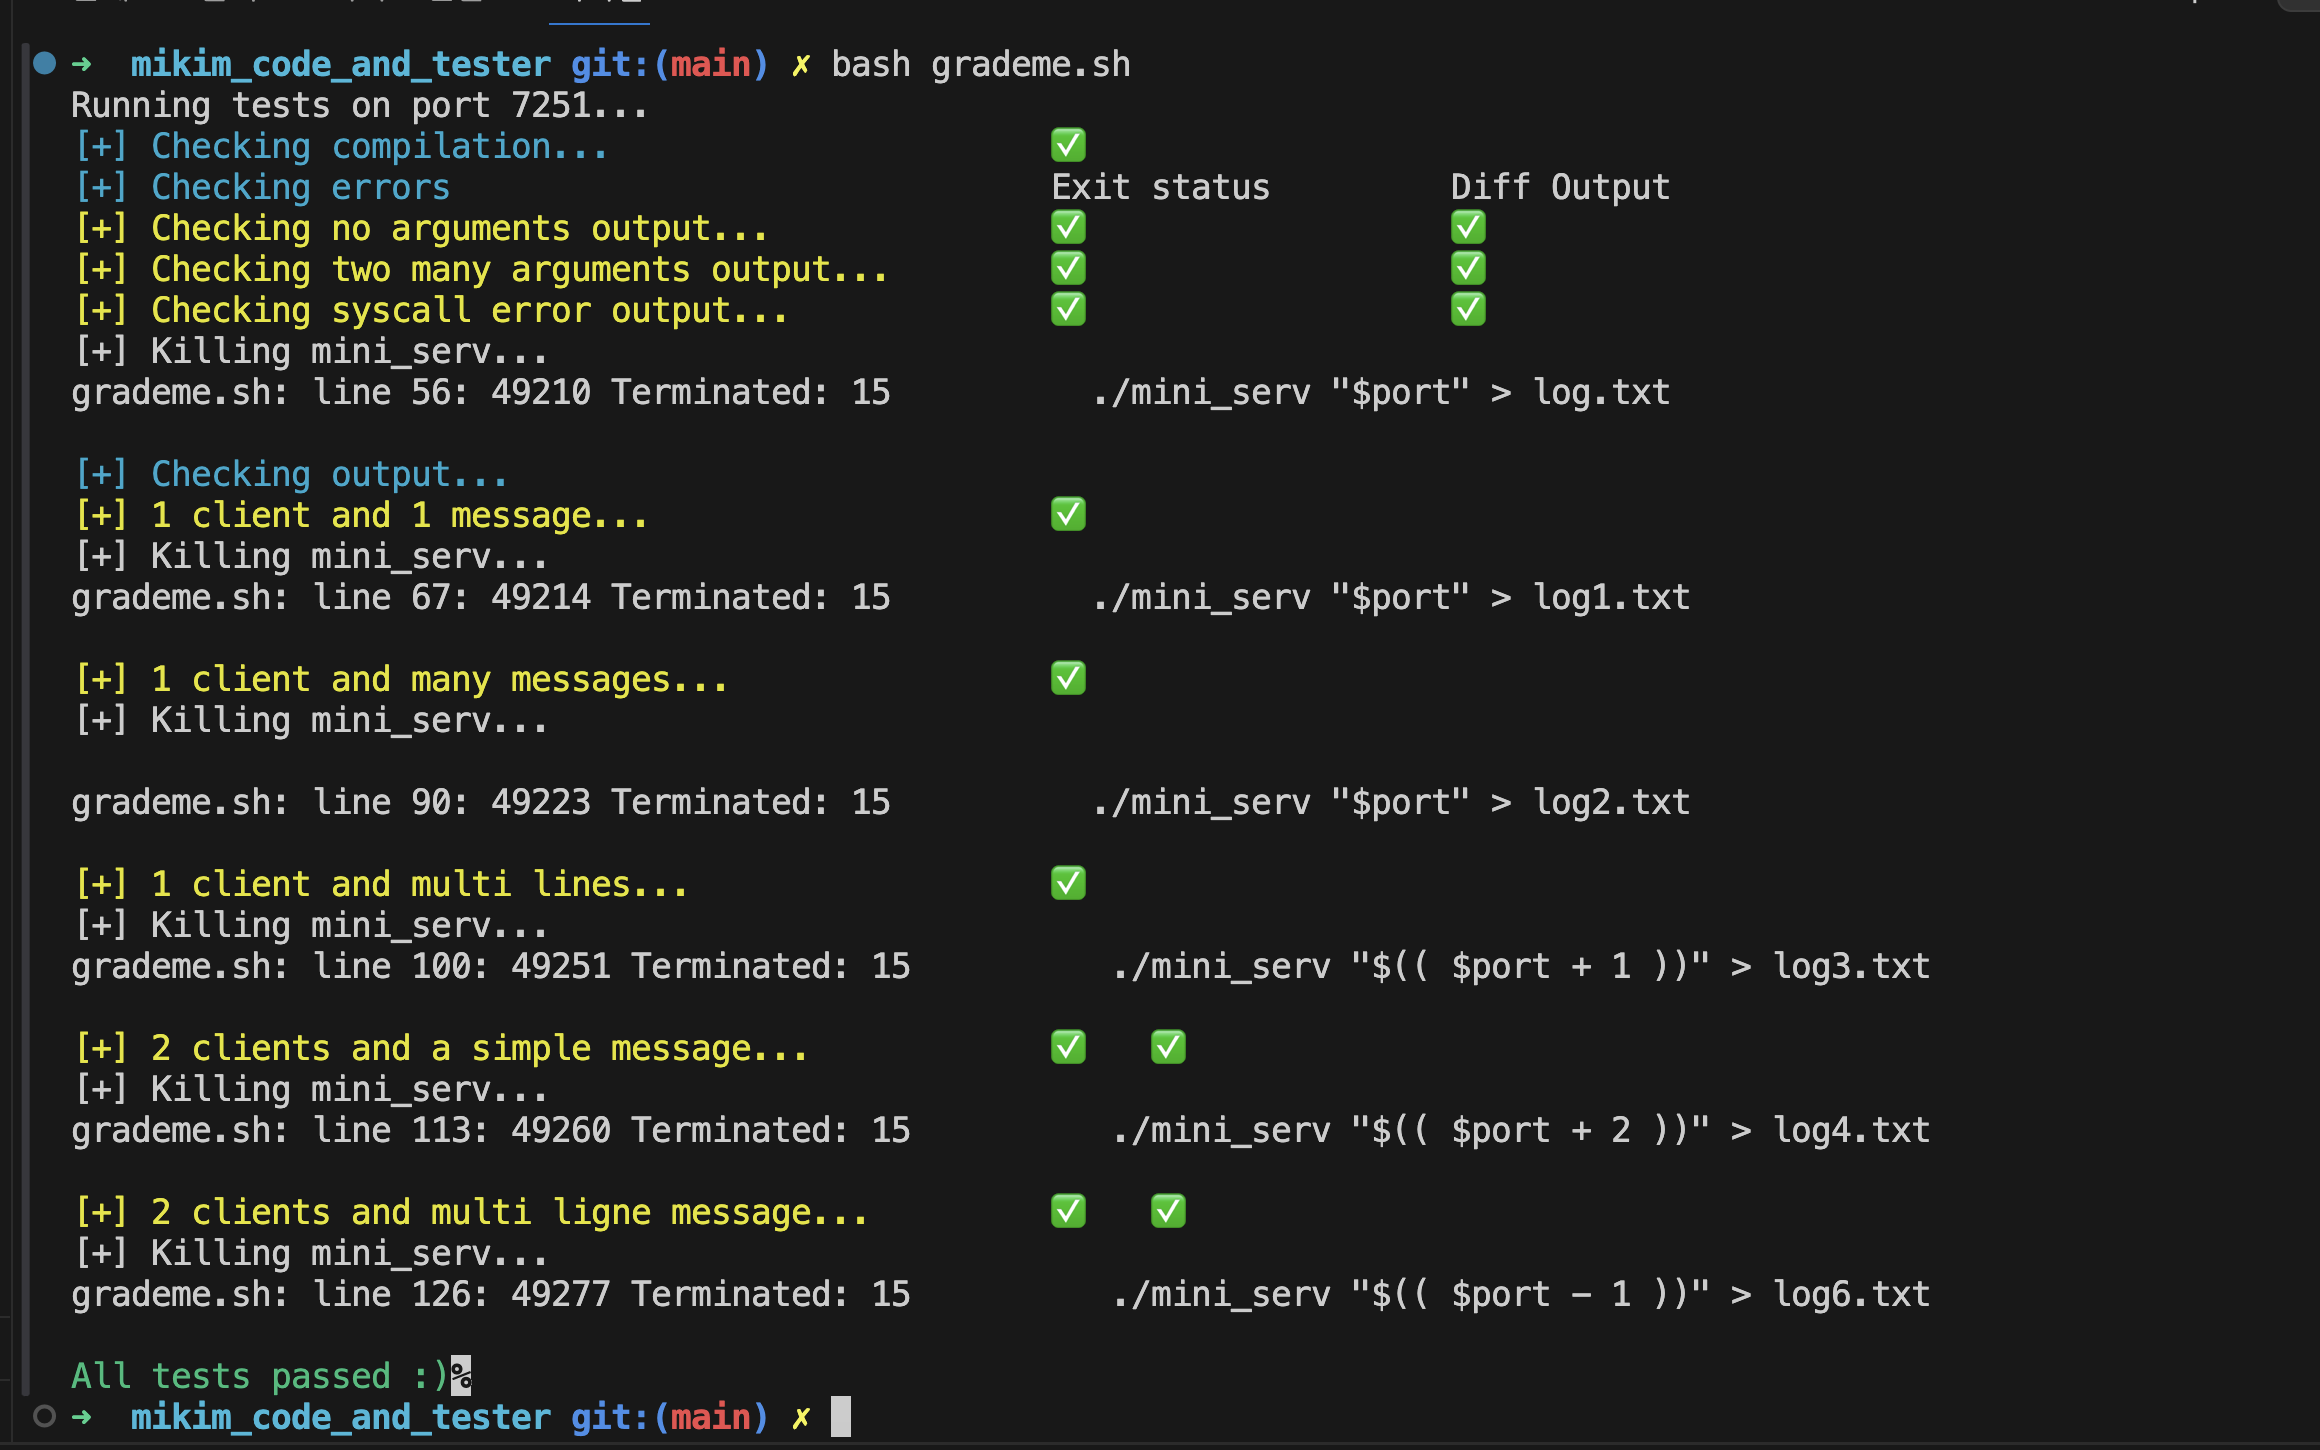 ➜  mikim_code_and_tester git:(main) ✗ bash grademe.sh
Running tests on port 7251...
[+] Checking compilation... ✅
[+] Checking errors Exit status Diff Output
[+] Checking no arguments output... ✅ ✅
[+] Checking two many arguments output... ✅ ✅
[+] Checking syscall error output... ✅ ✅
[+] Killing mini_serv...
grademe.sh: line 56: 49210 Terminated: 15 ./mini_serv "$port" > log.txt
[+] Checking output...
[+] 1 client and 1 message... ✅
[+] Killing mini_serv...
grademe.sh: line 67: 49214 Terminated: 15 ./mini_serv "$port" > log1.txt
[+] 1 client and many messages... ✅
[+] Killing mini_serv...
grademe.sh: line 90: 49223 Terminated: 15 ./mini_serv "$port" > log2.txt
[+] 1 client and multi lines... ✅
[+] Killing mini_serv...
grademe.sh: line 100: 49251 Terminated: 15 ./mini_serv "$(( $port + 1 ))" > log3.txt
[+] 2 clients and a simple message... ✅ ✅
[+] Killing mini_serv...
grademe.sh: line 113: 49260 Terminated: 15 ./mini_serv "$(( $port + 2 ))" > log4.txt
[+] 2 clients and multi ligne message... ✅ ✅
[+] Killing mini_serv...
grademe.sh: line 126: 49277 Terminated: 15 ./mini_serv "$(( $port - 1 ))" > log6.txt
All tests passed :)%
➜  mikim_code_and_tester git:(main) ✗